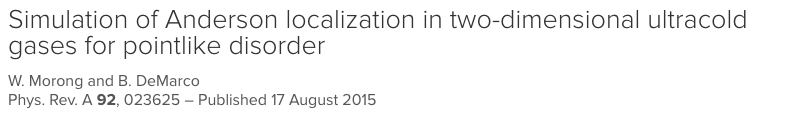 Simulation of Anderson localization in two-dimensional ultracold
gases for pointlike disorder
W. Morong and B. DeMarco
Phys. Rev. A 92, 023625 – Published 17 August 2015